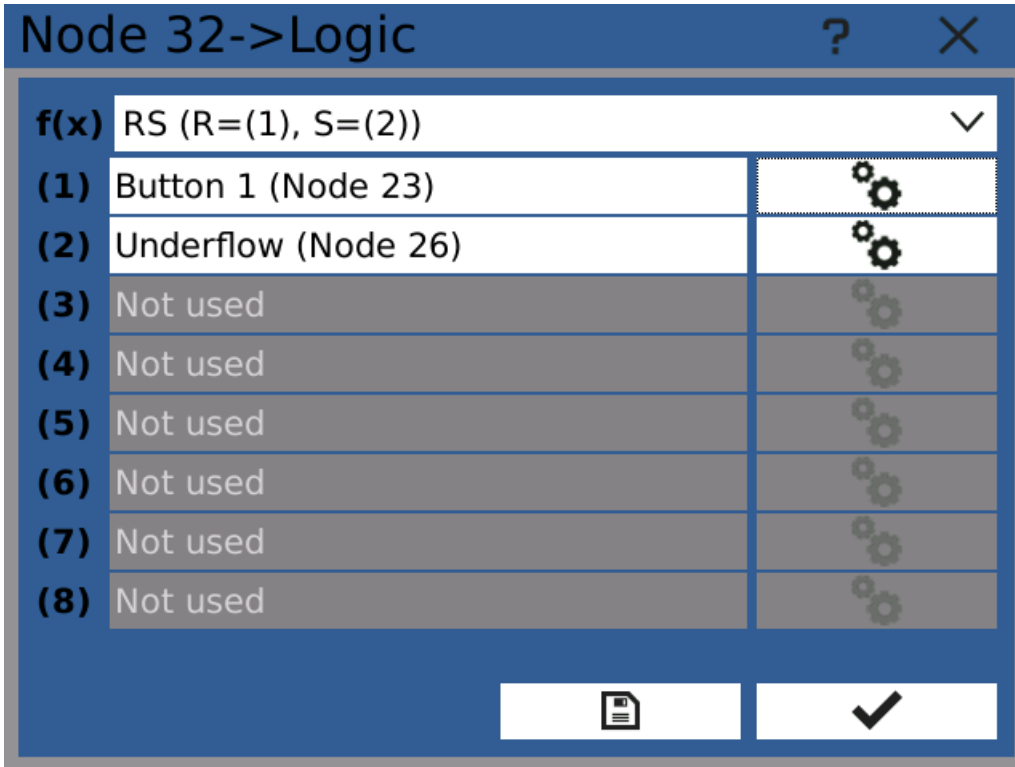 Node 32->Logic ?
f(x) RS (R=(1), S=(2))
(1) Button 1 (Node 23)
(2) Underflow (Node 26)
(3) Not used
(4) Not used
(5) Not used
(6) Not used
(7) Not used
(8) Not used